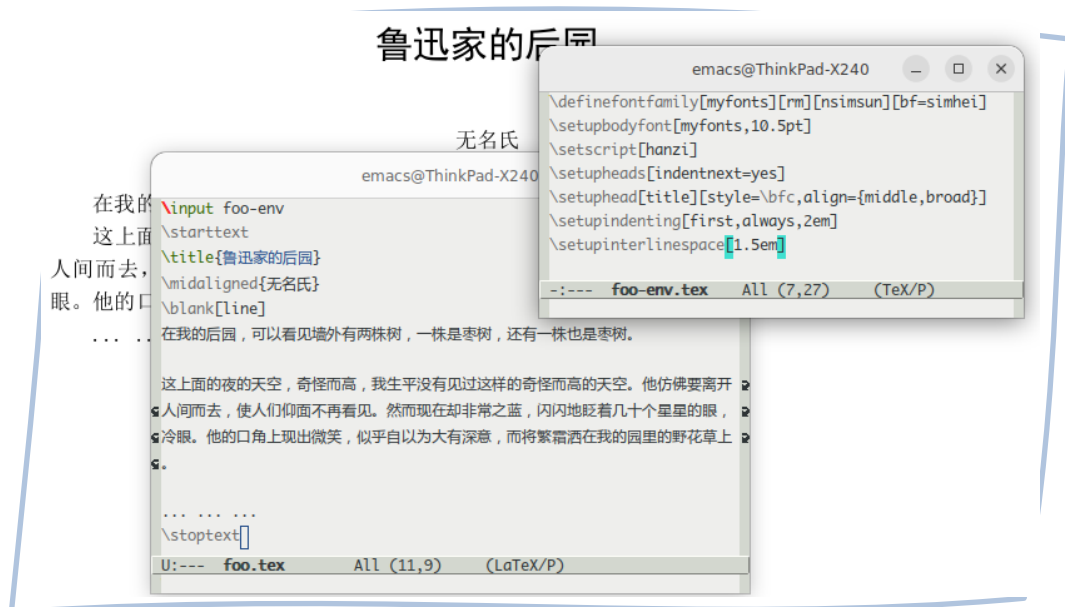 鲁迅家的后园
无名氏
在我的
这上面
人间而去，
眼。他的口
... ..
emacs@ThinkPad-X240
\definefontfamily[myfonts][rm][nsimsun][bf=simhei]
\setupbodyfont[myfonts,10.5pt]
\setscript[hanzi]
\setupheads[indentnext=yes]
\setuphead[title][style=\bfc,align={middle,broad}]
\setupindenting[first,always,2em]
\setupinterlinespace[1.5em]
-:--- foo-env.tex All (7,27) (TeX/P)
emacs@ThinkPad-X240
\input foo-env
\starttext
\title{鲁迅家的后园}
\midaligned{无名氏}
\blank[line]
在我的后园，可以看见墙外有两株树，一株是枣树，还有一株也是枣树。
这上面的夜的天空，奇怪而高，我生平没有见过这样的奇怪而高的天空。他仿佛要离开
人间而去，使人们仰面不再看见。然而现在却非常之蓝，闪闪地眨着几十个星星的眼，
冷眼。他的口角上现出微笑，似乎自以为大有深意，而将繁霜洒在我的园里的野花草上
。
... ... ...
\stoptext
U:--- foo.tex All (11,9) (LaTeX/P)